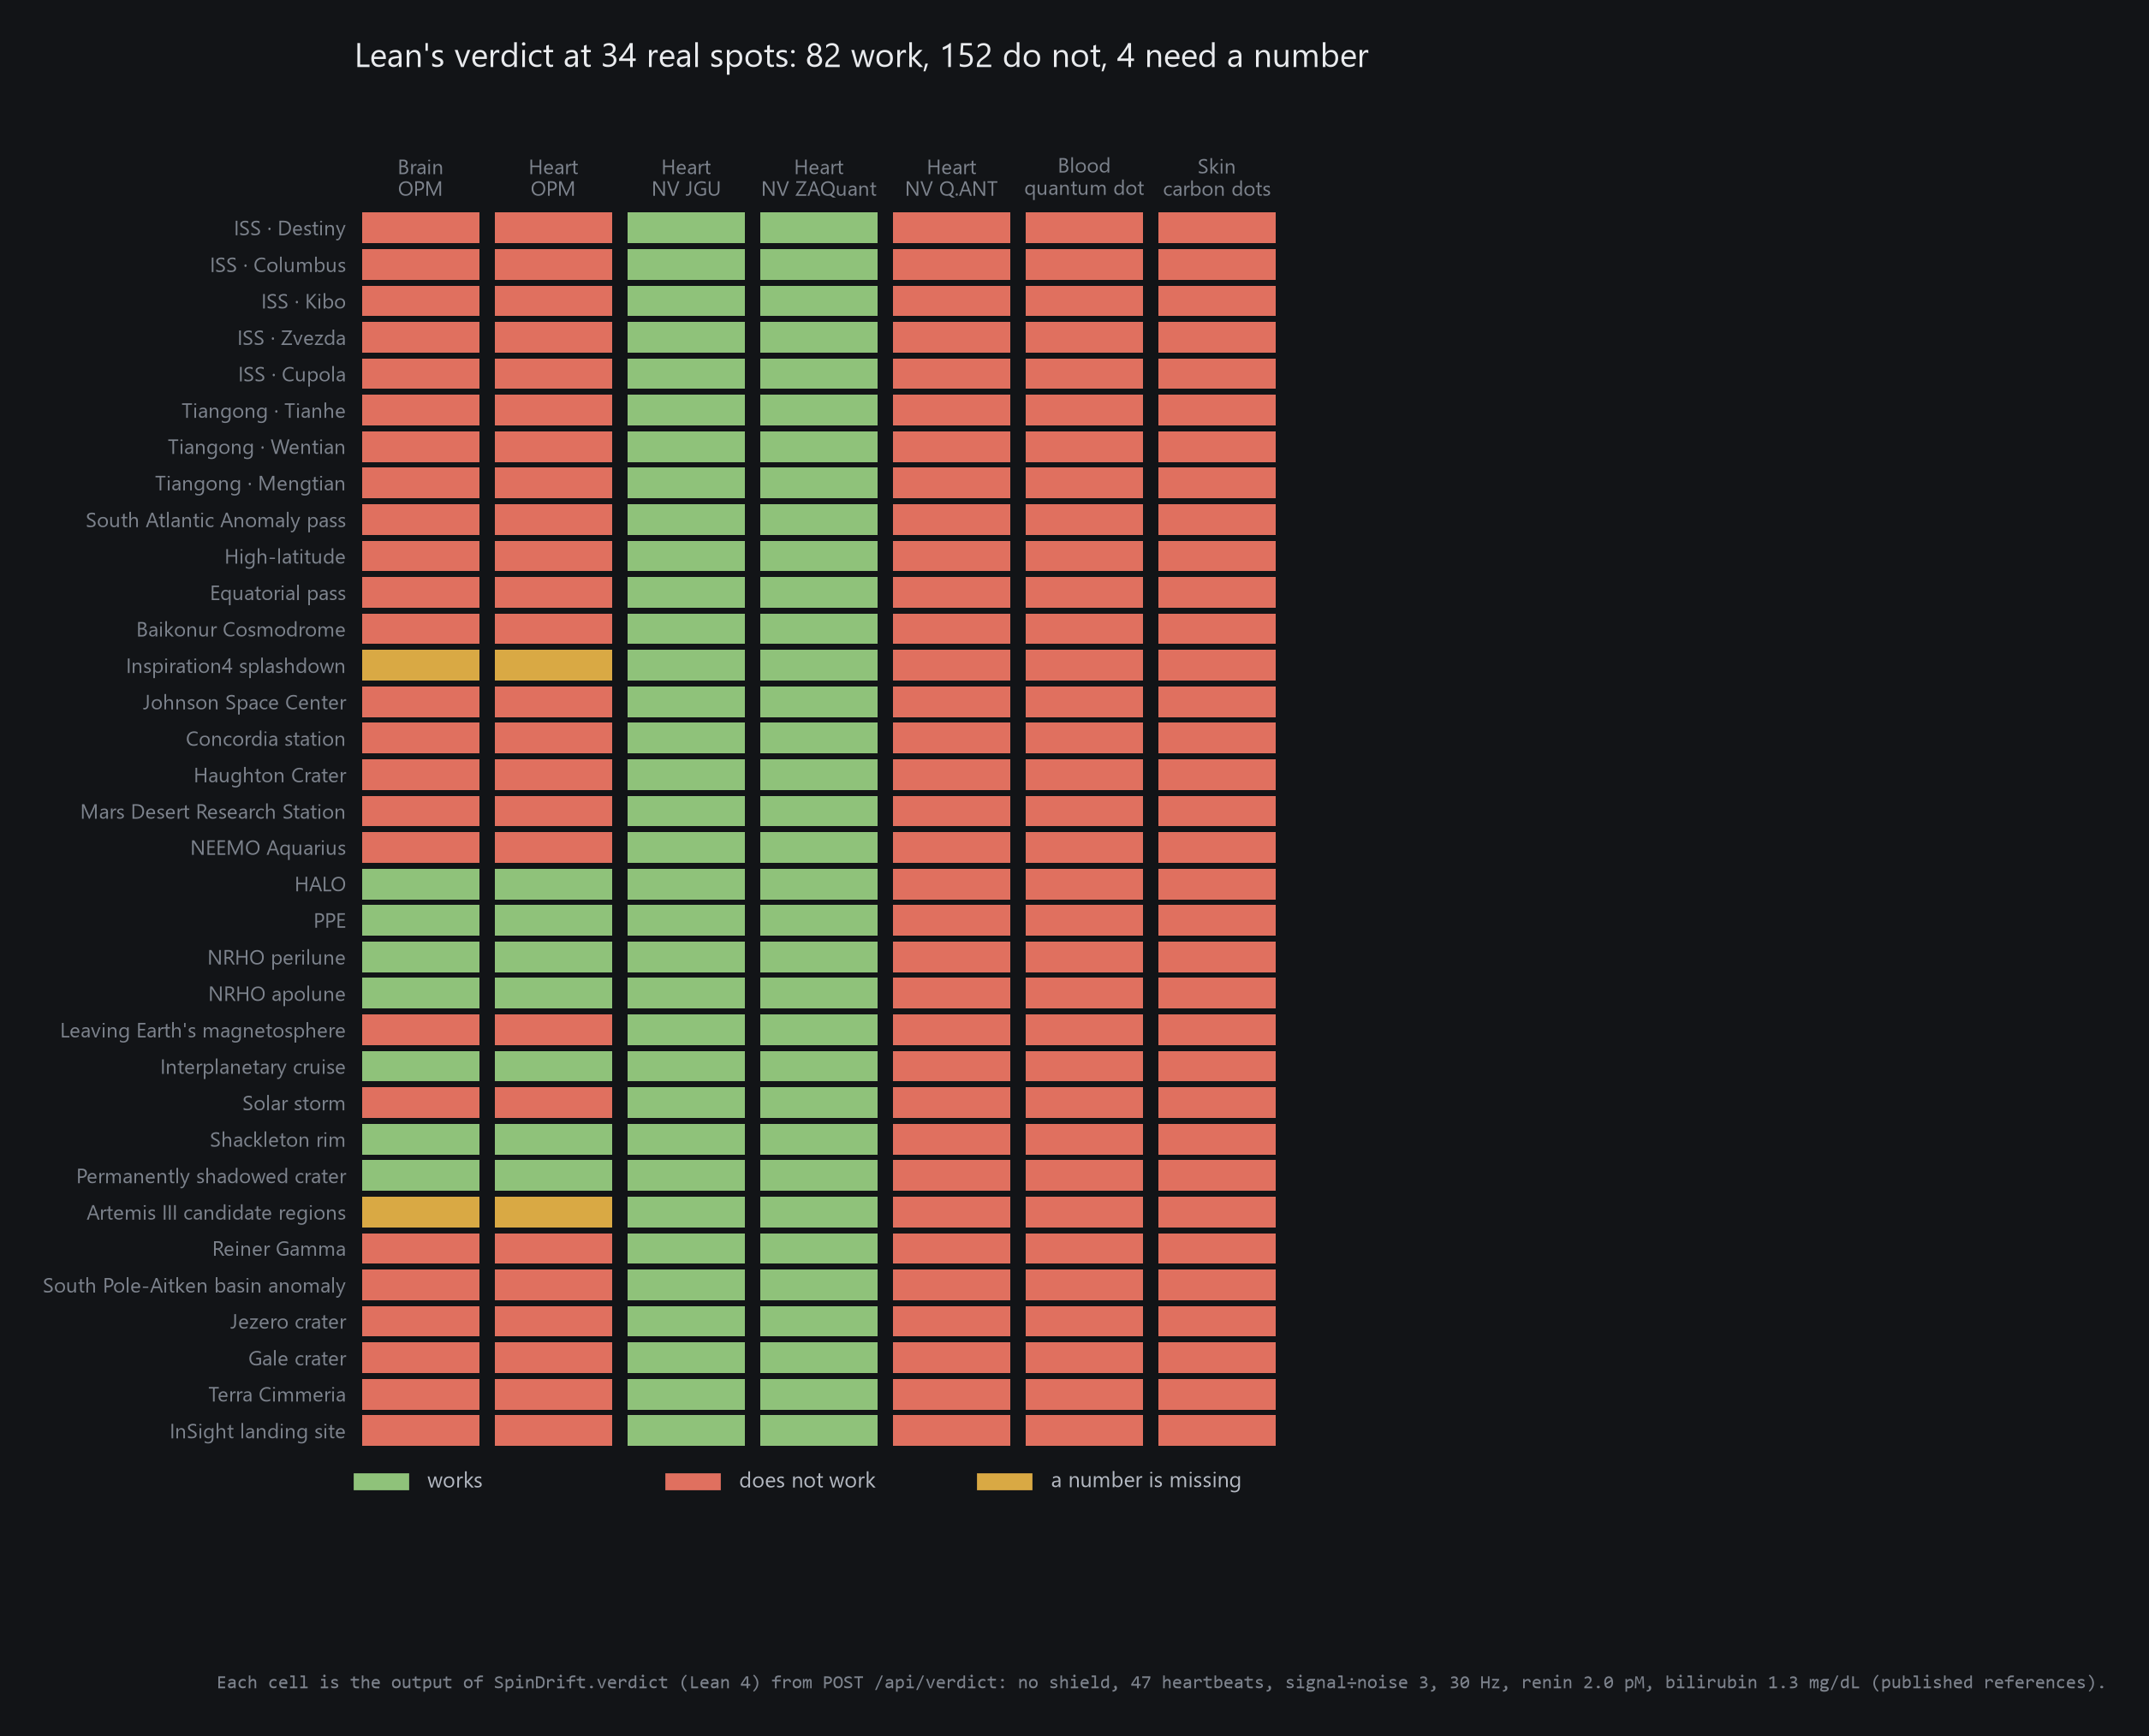 Lean's verdict at 34 real spots: 82 work, 152 do not, 4 need a number
Brain OPM
Heart OPM
Heart NV JGU
Heart NV ZAQuant
Heart NV Q.ANT
Blood quantum dot
Skin carbon dots
ISS · Destiny
ISS · Columbus
ISS · Kibo
ISS · Zvezda
ISS · Cupola
Tiangong · Tianhe
Tiangong · Wentian
Tiangong · Mengtian
South Atlantic Anomaly pass
High-latitude
Equatorial pass
Baikonur Cosmodrome
Inspiration4 splashdown
Johnson Space Center
Concordia station
Haughton Crater
Mars Desert Research Station
NEEMO Aquarius
HALO
PPE
NRHO perilune
NRHO apolune
Leaving Earth's magnetosphere
Interplanetary cruise
Solar storm
Shackleton rim
Permanently shadowed crater
Artemis III candidate regions
Reiner Gamma
South Pole-Aitken basin anomaly
Jezero crater
Gale crater
Terra Cimmeria
InSight landing site
works
does not work
a number is missing
Each cell is the output of SpinDrift.verdict (Lean 4) from POST /api/verdict: no shield, 47 heartbeats, signal÷noise 3, 30 Hz, renin 2.0 pM, bilirubin 1.3 mg/dL (published references).